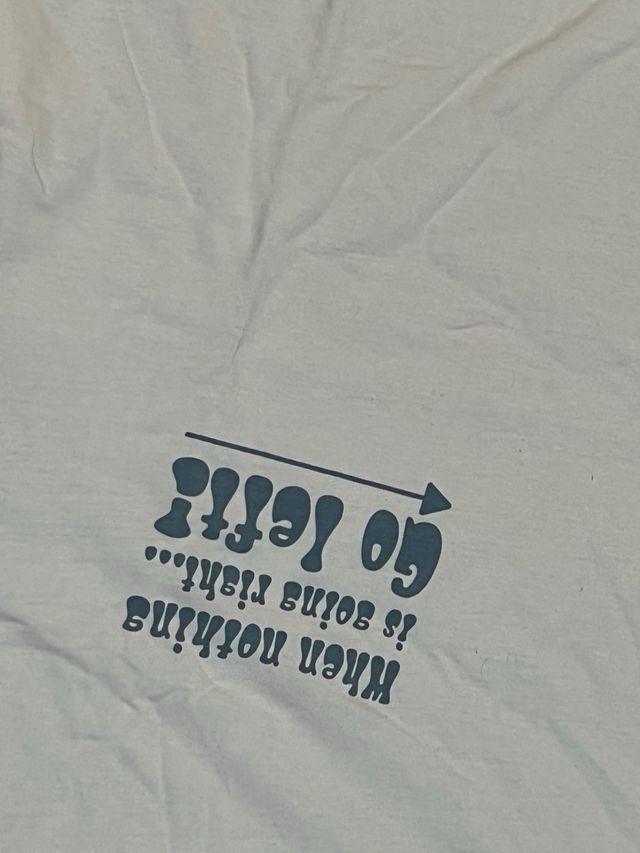 When nothing
is going right...
Go left!